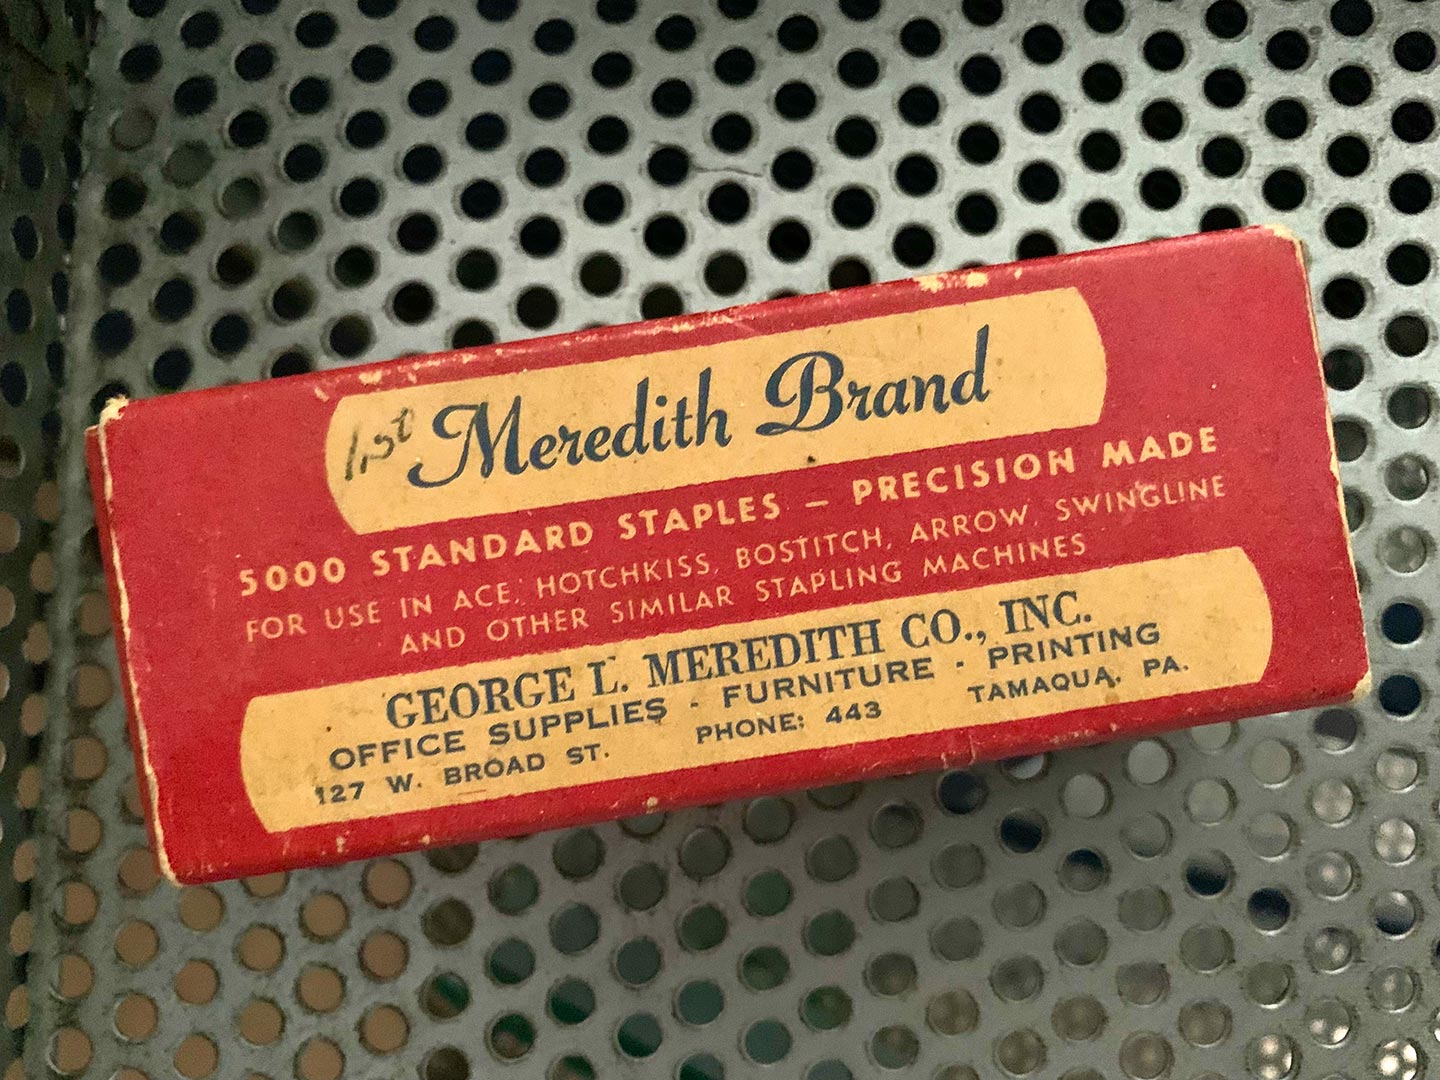 1st Meredith Brand
5000 STANDARD STAPLES – PRECISION MADE
FOR USE IN ACE, HOTCHKISS, BOSTITCH, ARROW, SWINGLINE
AND OTHER SIMILAR STAPLING MACHINES
GEORGE L. MEREDITH CO., INC.
OFFICE SUPPLIES · FURNITURE · PRINTING
127 W. BROAD ST. PHONE: 443 TAMAQUA, PA.